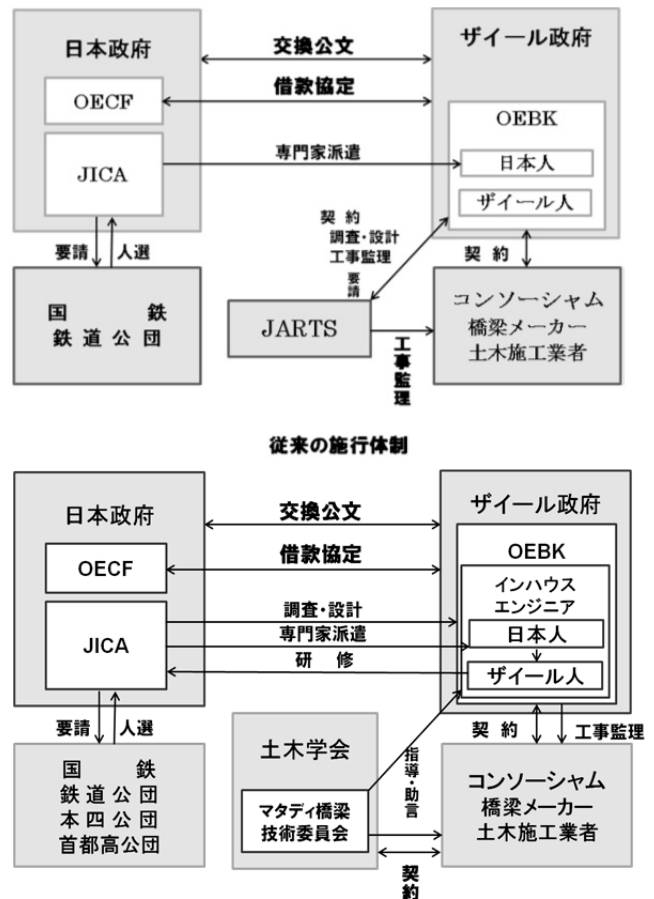 日本政府
OECF
JICA
交換公文
借款協定
専門家派遣
ザイール政府
OEBK
日本人
ザイール人
要請
人選
国 鉄
鉄道公団
契 約
調査・設計
工事監理
要請
JARTS
工事監理
契 約
コンソーシャム
橋梁メーカー
土木施工業者
従来の施行体制
日本政府
OECF
JICA
交換公文
借款協定
調査・設計
専門家派遣
研 修
ザイール政府
OEBK
インハウス
エンジニア
日本人
ザイール人
要請
人選
国 鉄
鉄道公団
本四公団
首都高公団
土木学会
マタディ橋梁
技術委員会
指導・助言
契約
契 約
工事監理
コンソーシャム
橋梁メーカー
土木施工業者